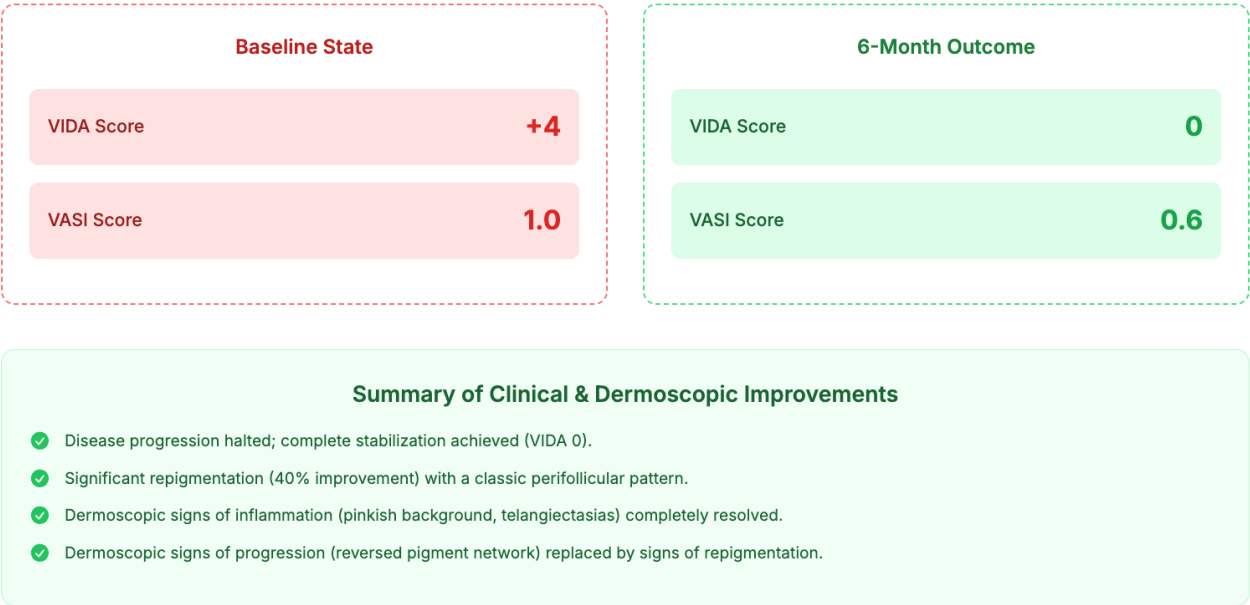 Baseline State
VIDA Score
+4
VASI Score
1.0
6-Month Outcome
VIDA Score
0
VASI Score
0.6
Summary of Clinical & Dermoscopic Improvements
Disease progression halted; complete stabilization achieved (VIDA 0).
Significant repigmentation (40% improvement) with a classic perifollicular pattern.
Dermoscopic signs of inflammation (pinkish background, telangiectasias) completely resolved.
Dermoscopic signs of progression (reversed pigment network) replaced by signs of repigmentation.